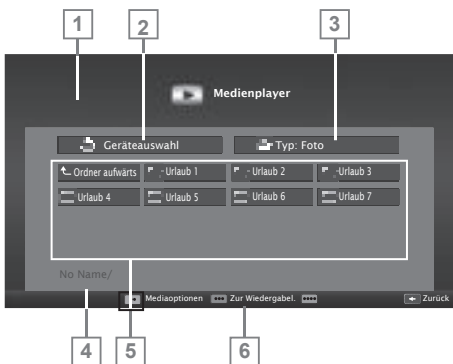 1 2 3
Medienplayer
Geräteauswahl Typ: Foto
Ordner aufwärts Urlaub 1 Urlaub 2 Urlaub 3
Urlaub 4 Urlaub 5 Urlaub 6 Urlaub 7
No Name/
Mediaoptionen Zur Wiedergabel. Zurück
4 5 6